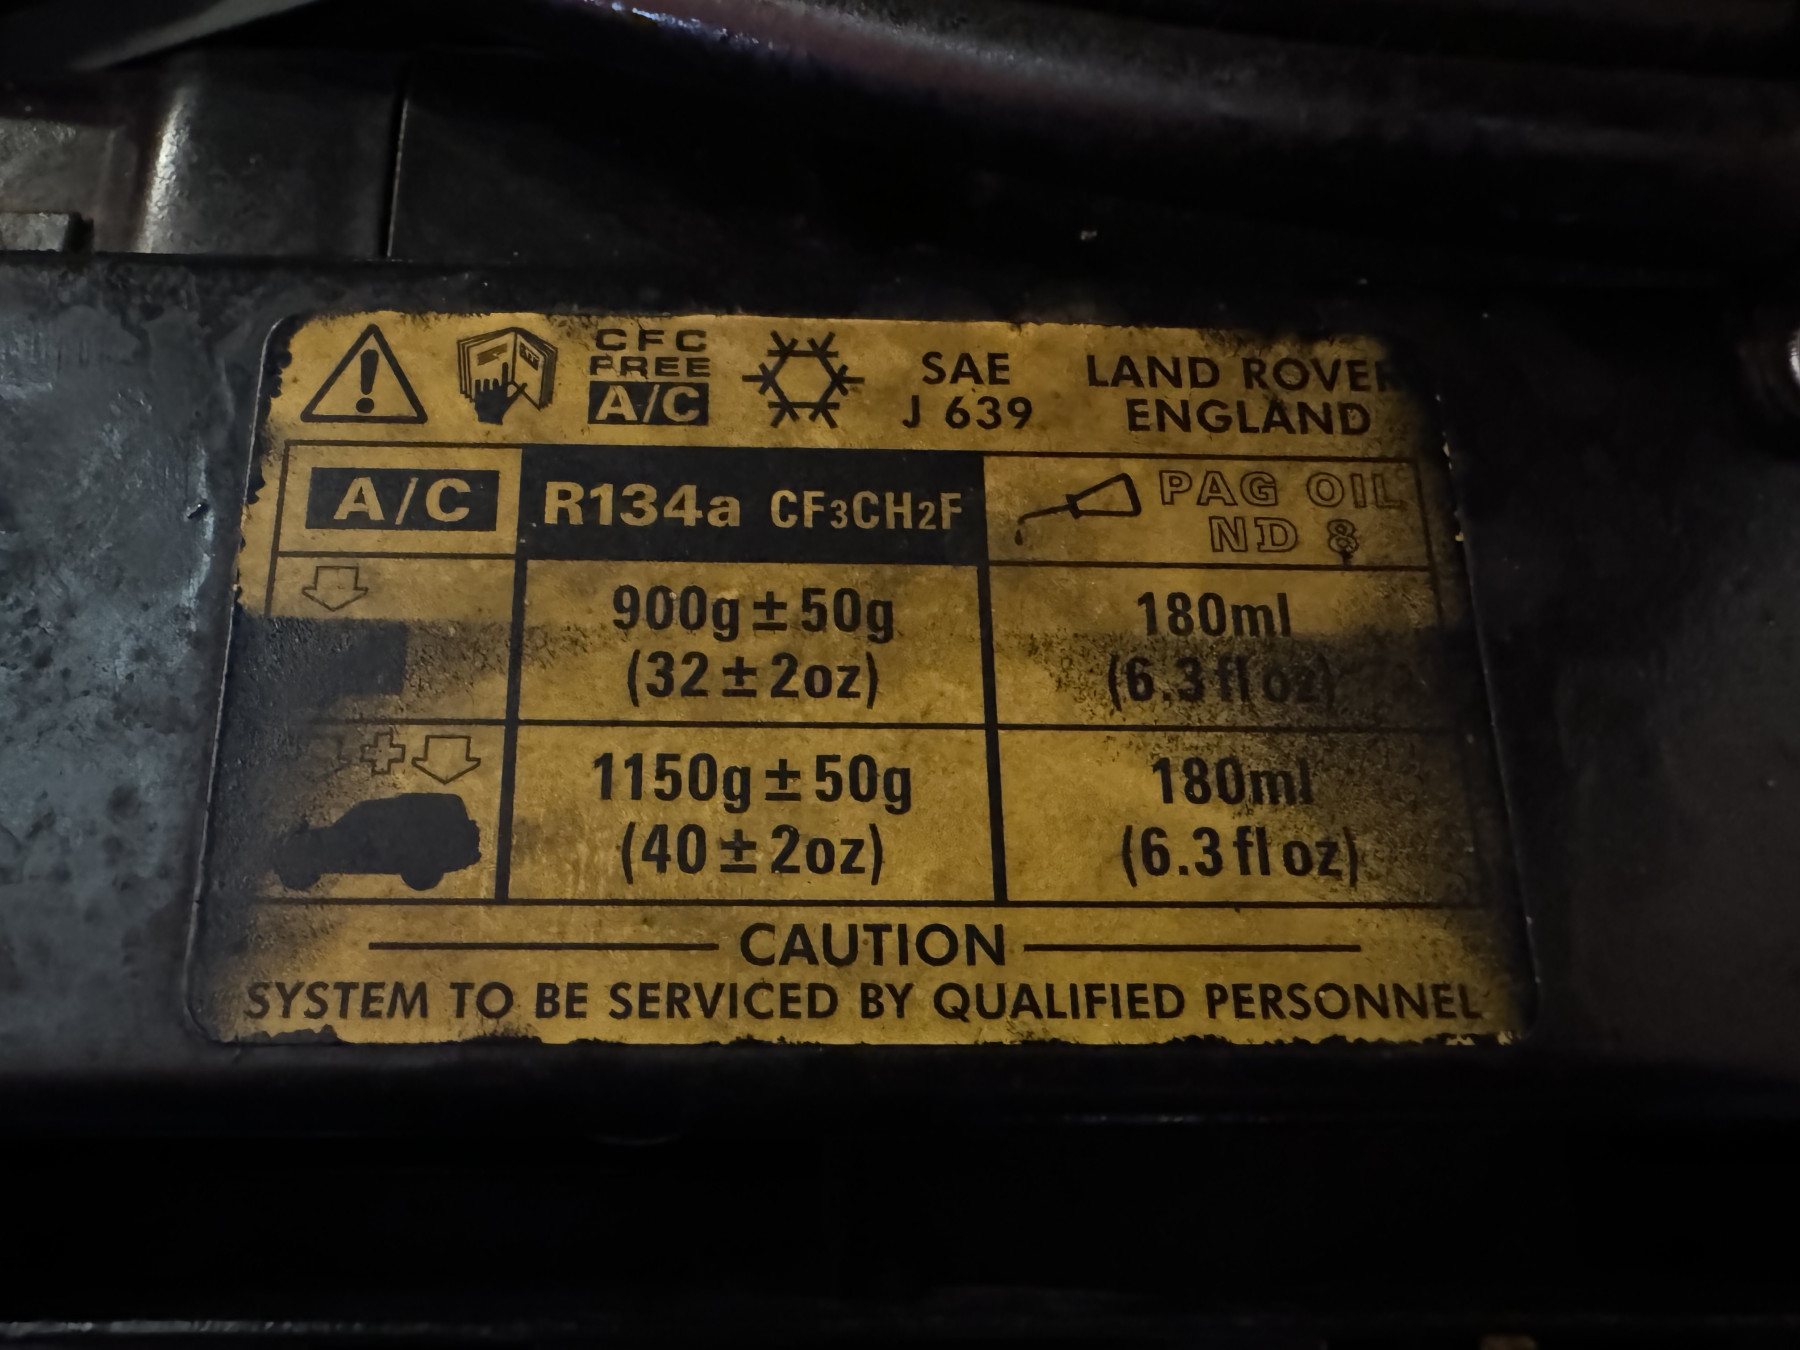 CFC
FREE
A/C
SAE
J 639
LAND ROVER
ENGLAND
A/C
R134a CF3CH2F
PAG OIL
ND 8
900g±50g
(32±2oz)
180ml
(6.3 fl oz)
1150g±50g
(40±2oz)
180ml
(6.3 fl oz)
CAUTION
SYSTEM TO BE SERVICED BY QUALIFIED PERSONNEL